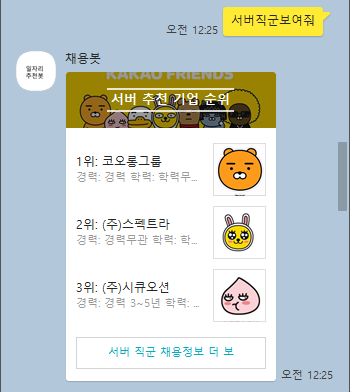 서버직군보여줘
오전 12:25
일자리
추천봇
채용봇
KAKAO FRIENDS
서버 추천 기업 순위
1위: 코오롱그룹
경력: 경력 학력: 학력무...
2위: (주)스펙트라
경력: 경력무관 학력: 학...
3위: (주)시큐오션
경력: 경력 3~5년 학력: ...
서버 직군 채용정보 더 보
오전 12:25